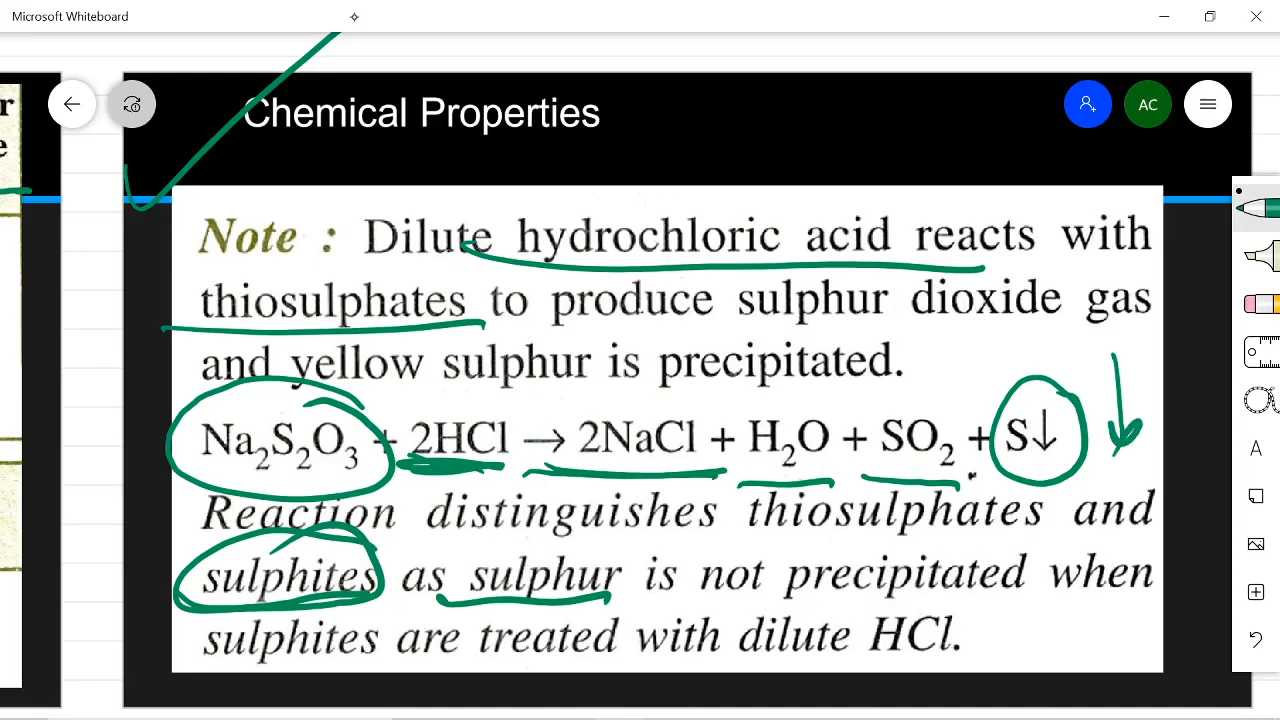 Microsoft Whiteboard
r
e
AC
Chemical Properties
Note : Dilute hydrochloric acid reacts with
thiosulphates to produce sulphur dioxide gas
and yellow sulphur is precipitated.
Na₂S₂O₃ + 2HCl → 2NaCl + H₂O + SO₂ + S↓
Reaction distinguishes thiosulphates and
sulphites as sulphur is not precipitated when
sulphites are treated with dilute HCl.